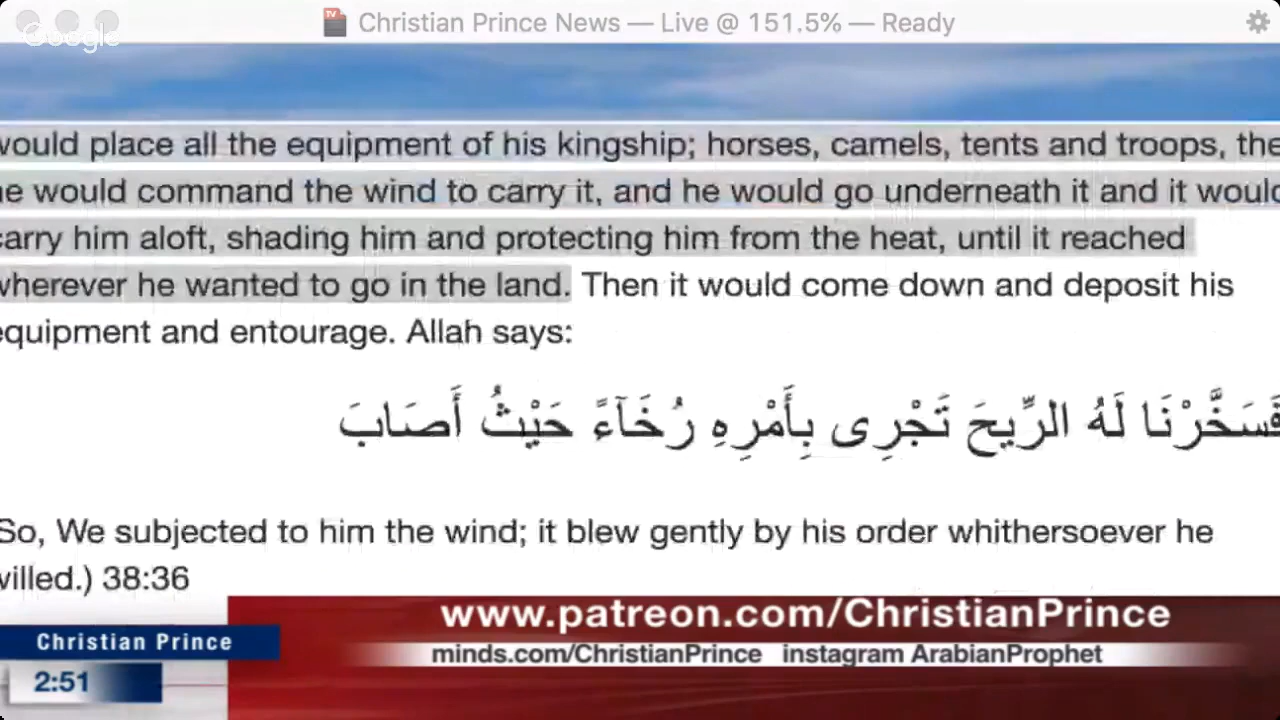 Christian Prince News — Live @ 151.5% — Ready
Google
would place all the equipment of his kingship; horses, camels, tents and troops, the
he would command the wind to carry it, and he would go underneath it and it would
carry him aloft, shading him and protecting him from the heat, until it reached
wherever he wanted to go in the land. Then it would come down and deposit his
equipment and entourage. Allah says:
فَسَخَّرْنَا لَهُ الرِّيحَ تَجْرِى بِأَمْرِهِ رُخَآءً حَيْثُ أَصَابَ
So, We subjected to him the wind; it blew gently by his order whithersoever he
willed.) 38:36
www.patreon.com/ChristianPrince
Christian Prince
minds.com/ChristianPrince instagram ArabianProphet
2:51